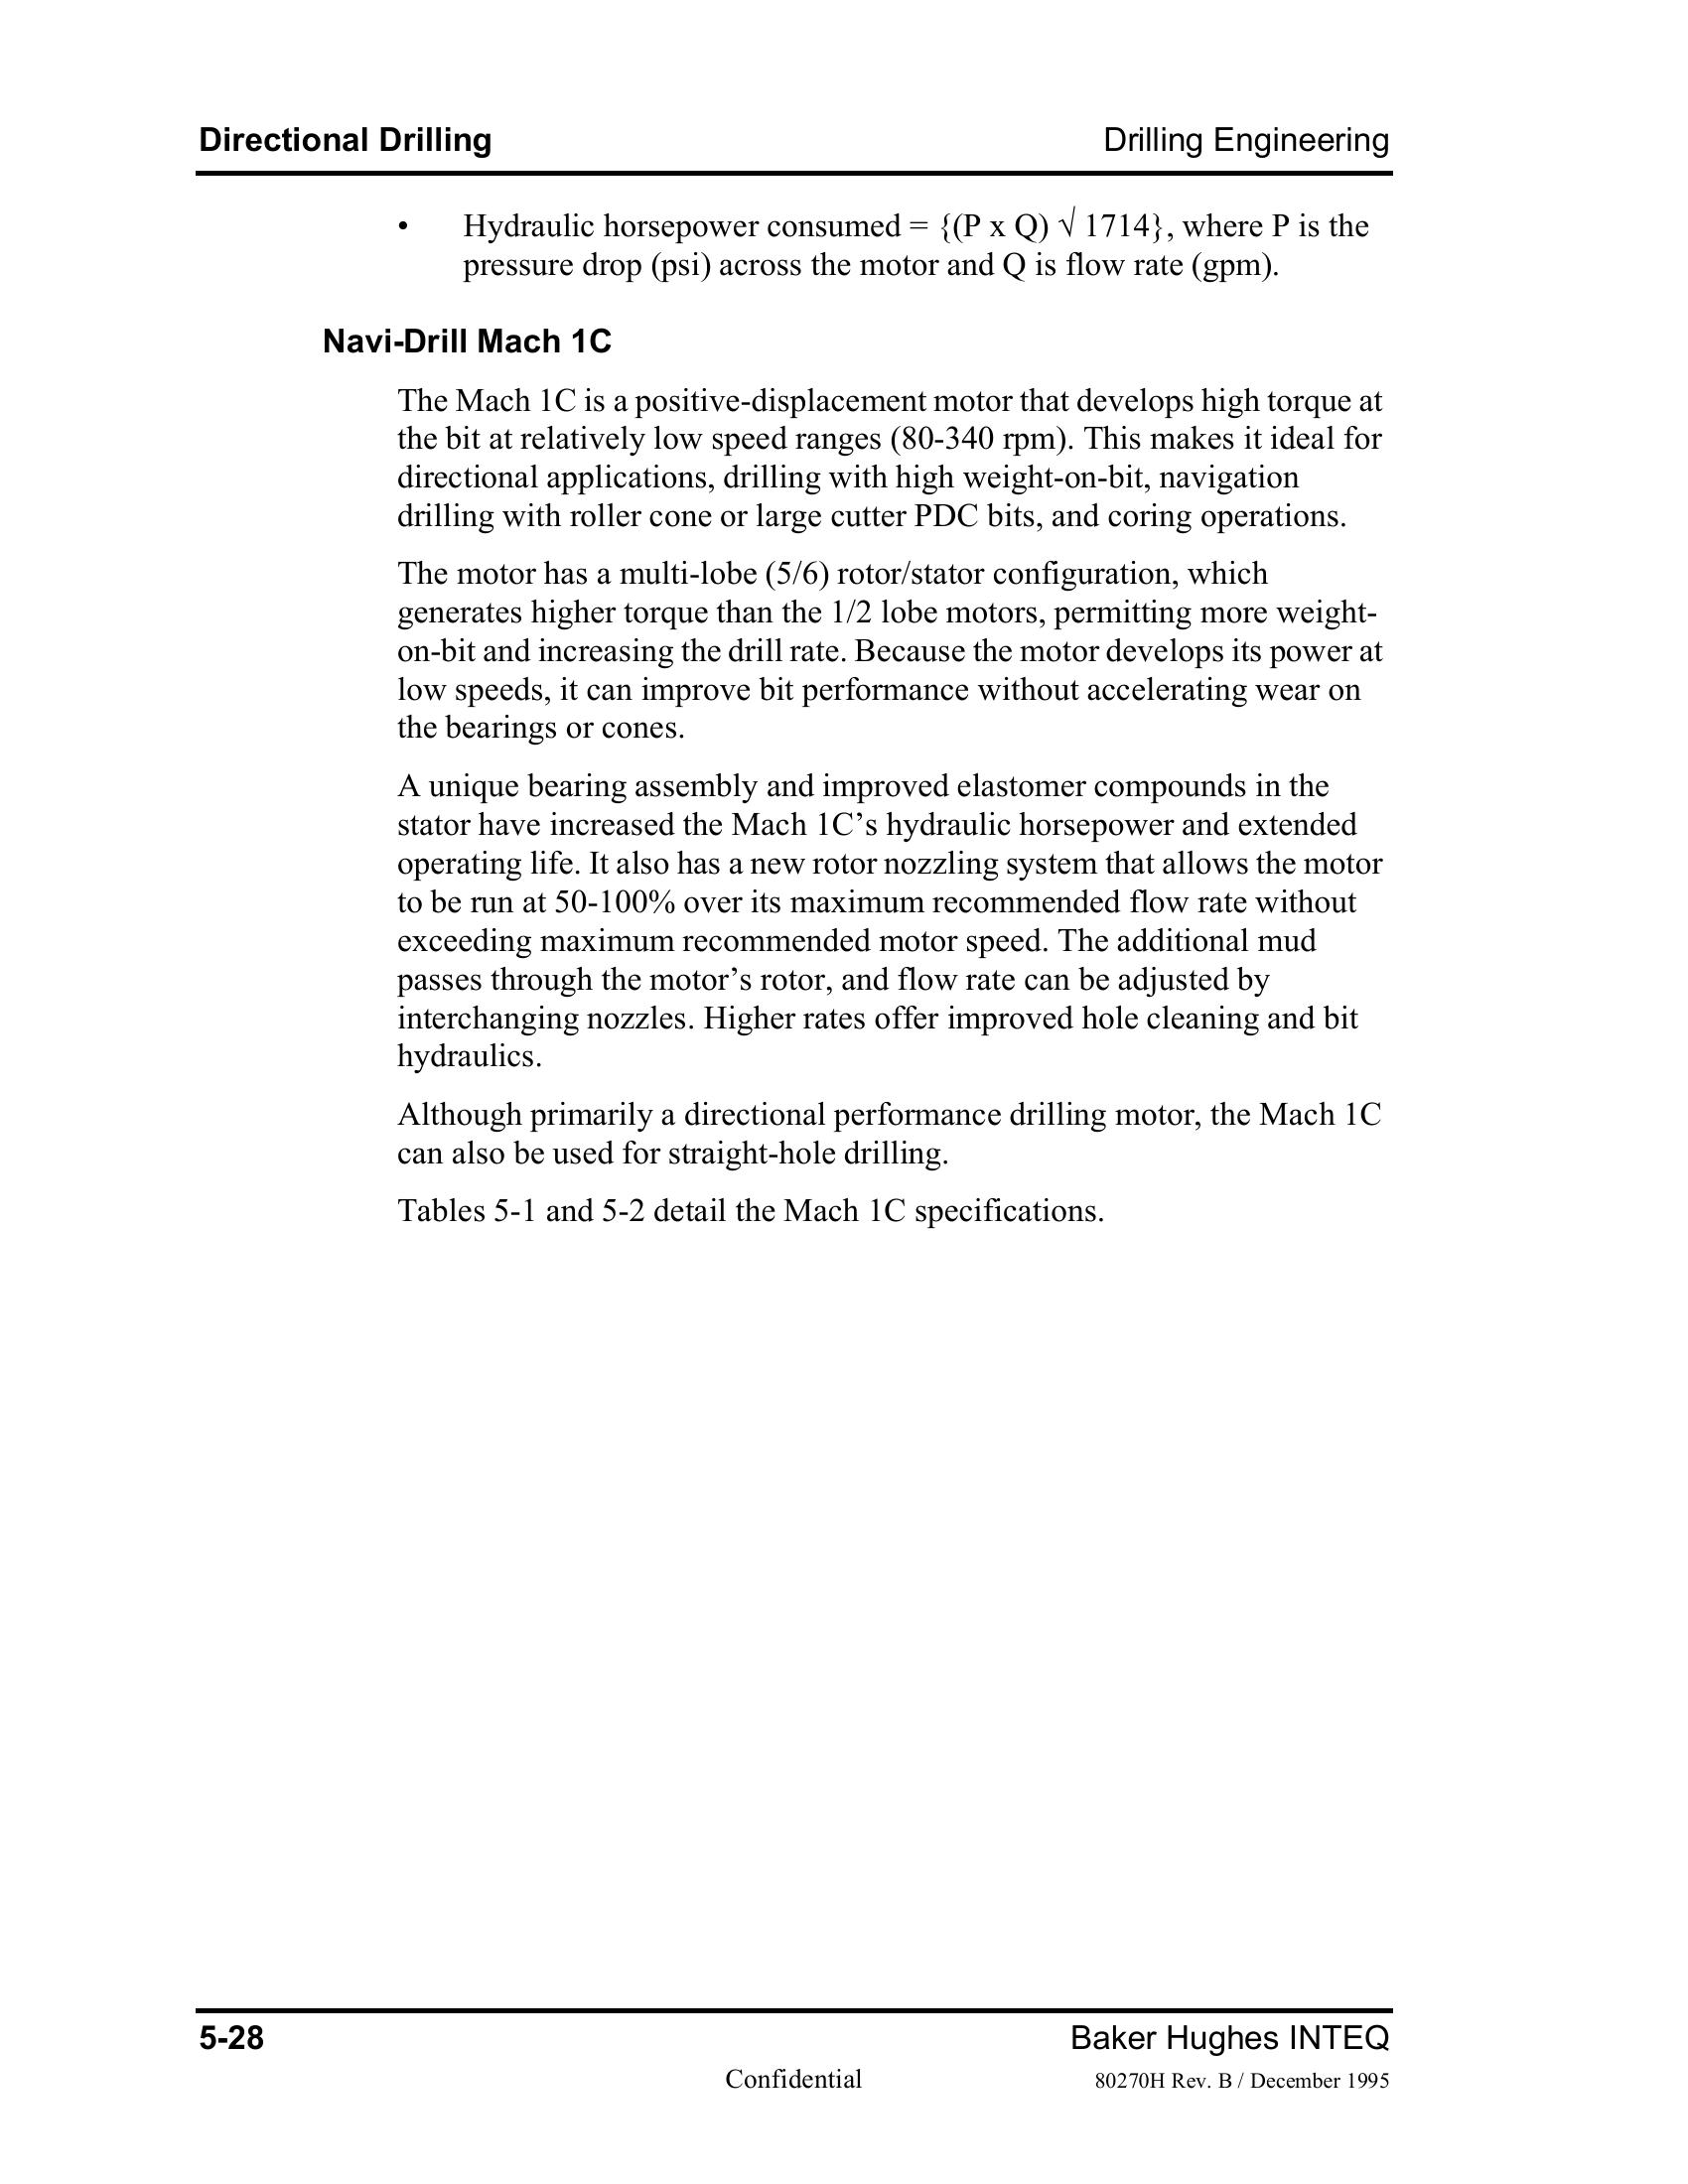 Directional Drilling Drilling Engineering
• Hydraulic horsepower consumed = {(P x Q) √ 1714}, where P is the
pressure drop (psi) across the motor and Q is flow rate (gpm).
Navi-Drill Mach 1C
The Mach 1C is a positive-displacement motor that develops high torque at
the bit at relatively low speed ranges (80-340 rpm). This makes it ideal for
directional applications, drilling with high weight-on-bit, navigation
drilling with roller cone or large cutter PDC bits, and coring operations.
The motor has a multi-lobe (5/6) rotor/stator configuration, which
generates higher torque than the 1/2 lobe motors, permitting more weight-
on-bit and increasing the drill rate. Because the motor develops its power at
low speeds, it can improve bit performance without accelerating wear on
the bearings or cones.
A unique bearing assembly and improved elastomer compounds in the
stator have increased the Mach 1C’s hydraulic horsepower and extended
operating life. It also has a new rotor nozzling system that allows the motor
to be run at 50-100% over its maximum recommended flow rate without
exceeding maximum recommended motor speed. The additional mud
passes through the motor’s rotor, and flow rate can be adjusted by
interchanging nozzles. Higher rates offer improved hole cleaning and bit
hydraulics.
Although primarily a directional performance drilling motor, the Mach 1C
can also be used for straight-hole drilling.
Tables 5-1 and 5-2 detail the Mach 1C specifications.
5-28 Baker Hughes INTEQ
Confidential 80270H Rev. B / December 1995